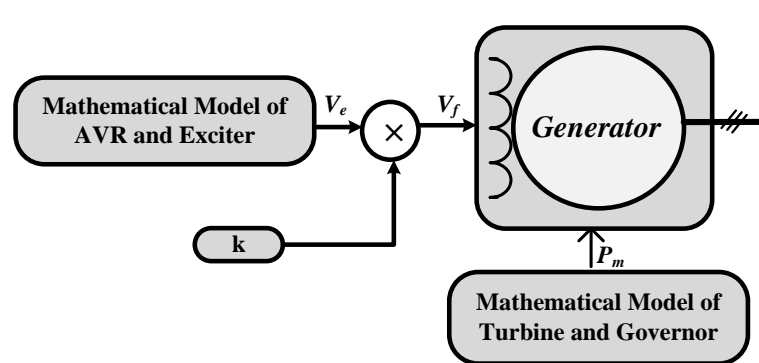 Mathematical Model of
AVR and Exciter
V_e
×
V_f
Generator
k
P_m
Mathematical Model of
Turbine and Governor